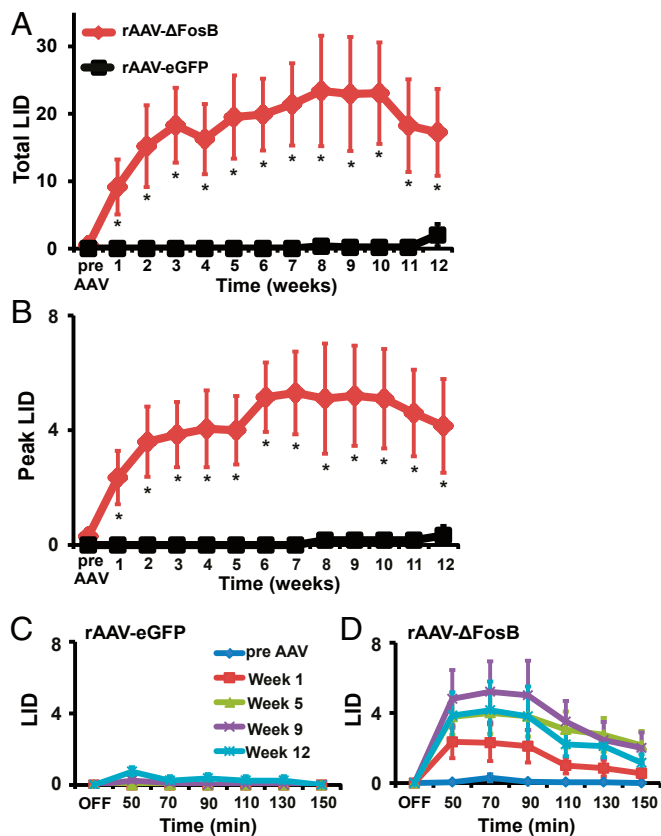 A
rAAV-ΔFosB
rAAV-eGFP
30
20
10
0
Total LID
* * * * * * * * * * * *
pre AAV 1 2 3 4 5 6 7 8 9 10 11 12
Time (weeks)
B
8
4
0
Peak LID
* * * * * * * * * * * *
pre AAV 1 2 3 4 5 6 7 8 9 10 11 12
Time (weeks)
C
rAAV-eGFP
8
4
0
LID
pre AAV
Week 1
Week 5
Week 9
Week 12
OFF 50 70 90 110 130 150
Time (min)
D
rAAV-ΔFosB
8
4
0
LID
OFF 50 70 90 110 130 150
Time (min)